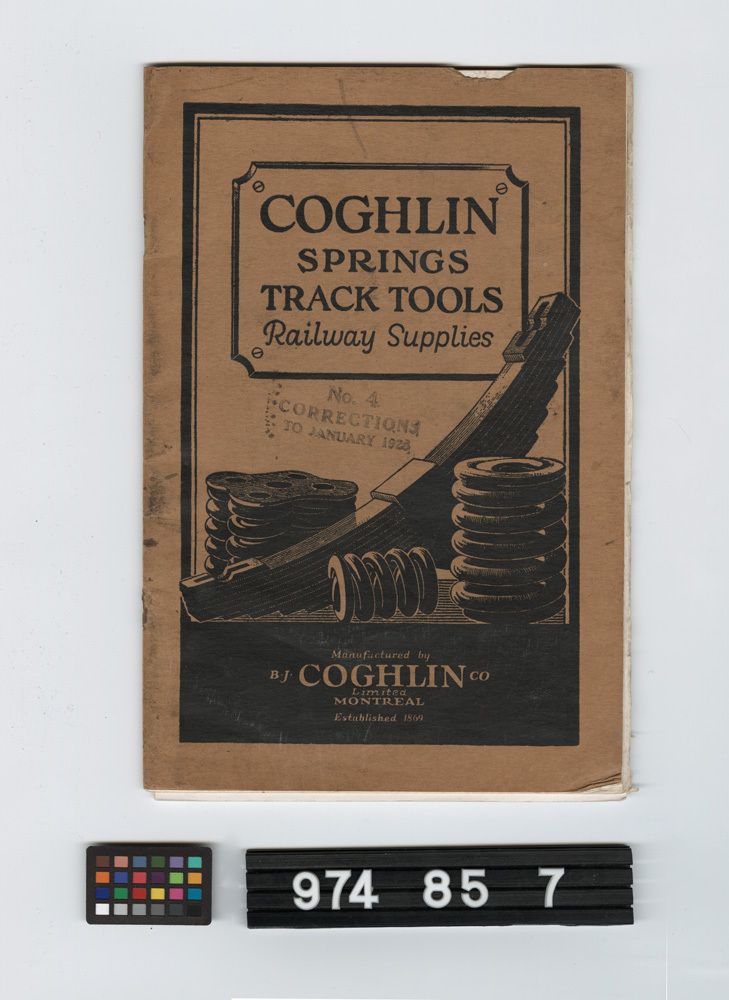 COGHLIN
SPRINGS
TRACK TOOLS
Railway Supplies
No. 4
CORRECTIONS
TO JANUARY 1928
Manufactured by
B.J. COGHLIN CO
Limited
MONTREAL
Established 1869
974 85 7